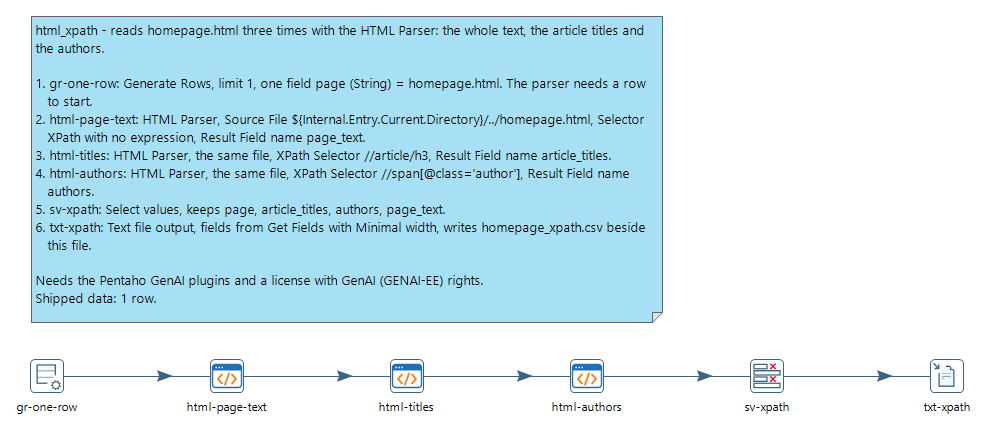 html_xpath - reads homepage.html three times with the HTML Parser: the whole text, the article titles and
the authors.
1. gr-one-row: Generate Rows, limit 1, one field page (String) = homepage.html. The parser needs a row
to start.
2. html-page-text: HTML Parser, Source File ${Internal.Entry.Current.Directory}/../homepage.html, Selector
XPath with no expression, Result Field name page_text.
3. html-titles: HTML Parser, the same file, XPath Selector //article/h3, Result Field name article_titles.
4. html-authors: HTML Parser, the same file, XPath Selector //span[@class='author'], Result Field name
authors.
5. sv-xpath: Select values, keeps page, article_titles, authors, page_text.
6. txt-xpath: Text file output, fields from Get Fields with Minimal width, writes homepage_xpath.csv beside
this file.
Needs the Pentaho GenAI plugins and a license with GenAI (GENAI-EE) rights.
Shipped data: 1 row.
gr-one-row
html-page-text
html-titles
html-authors
sv-xpath
txt-xpath